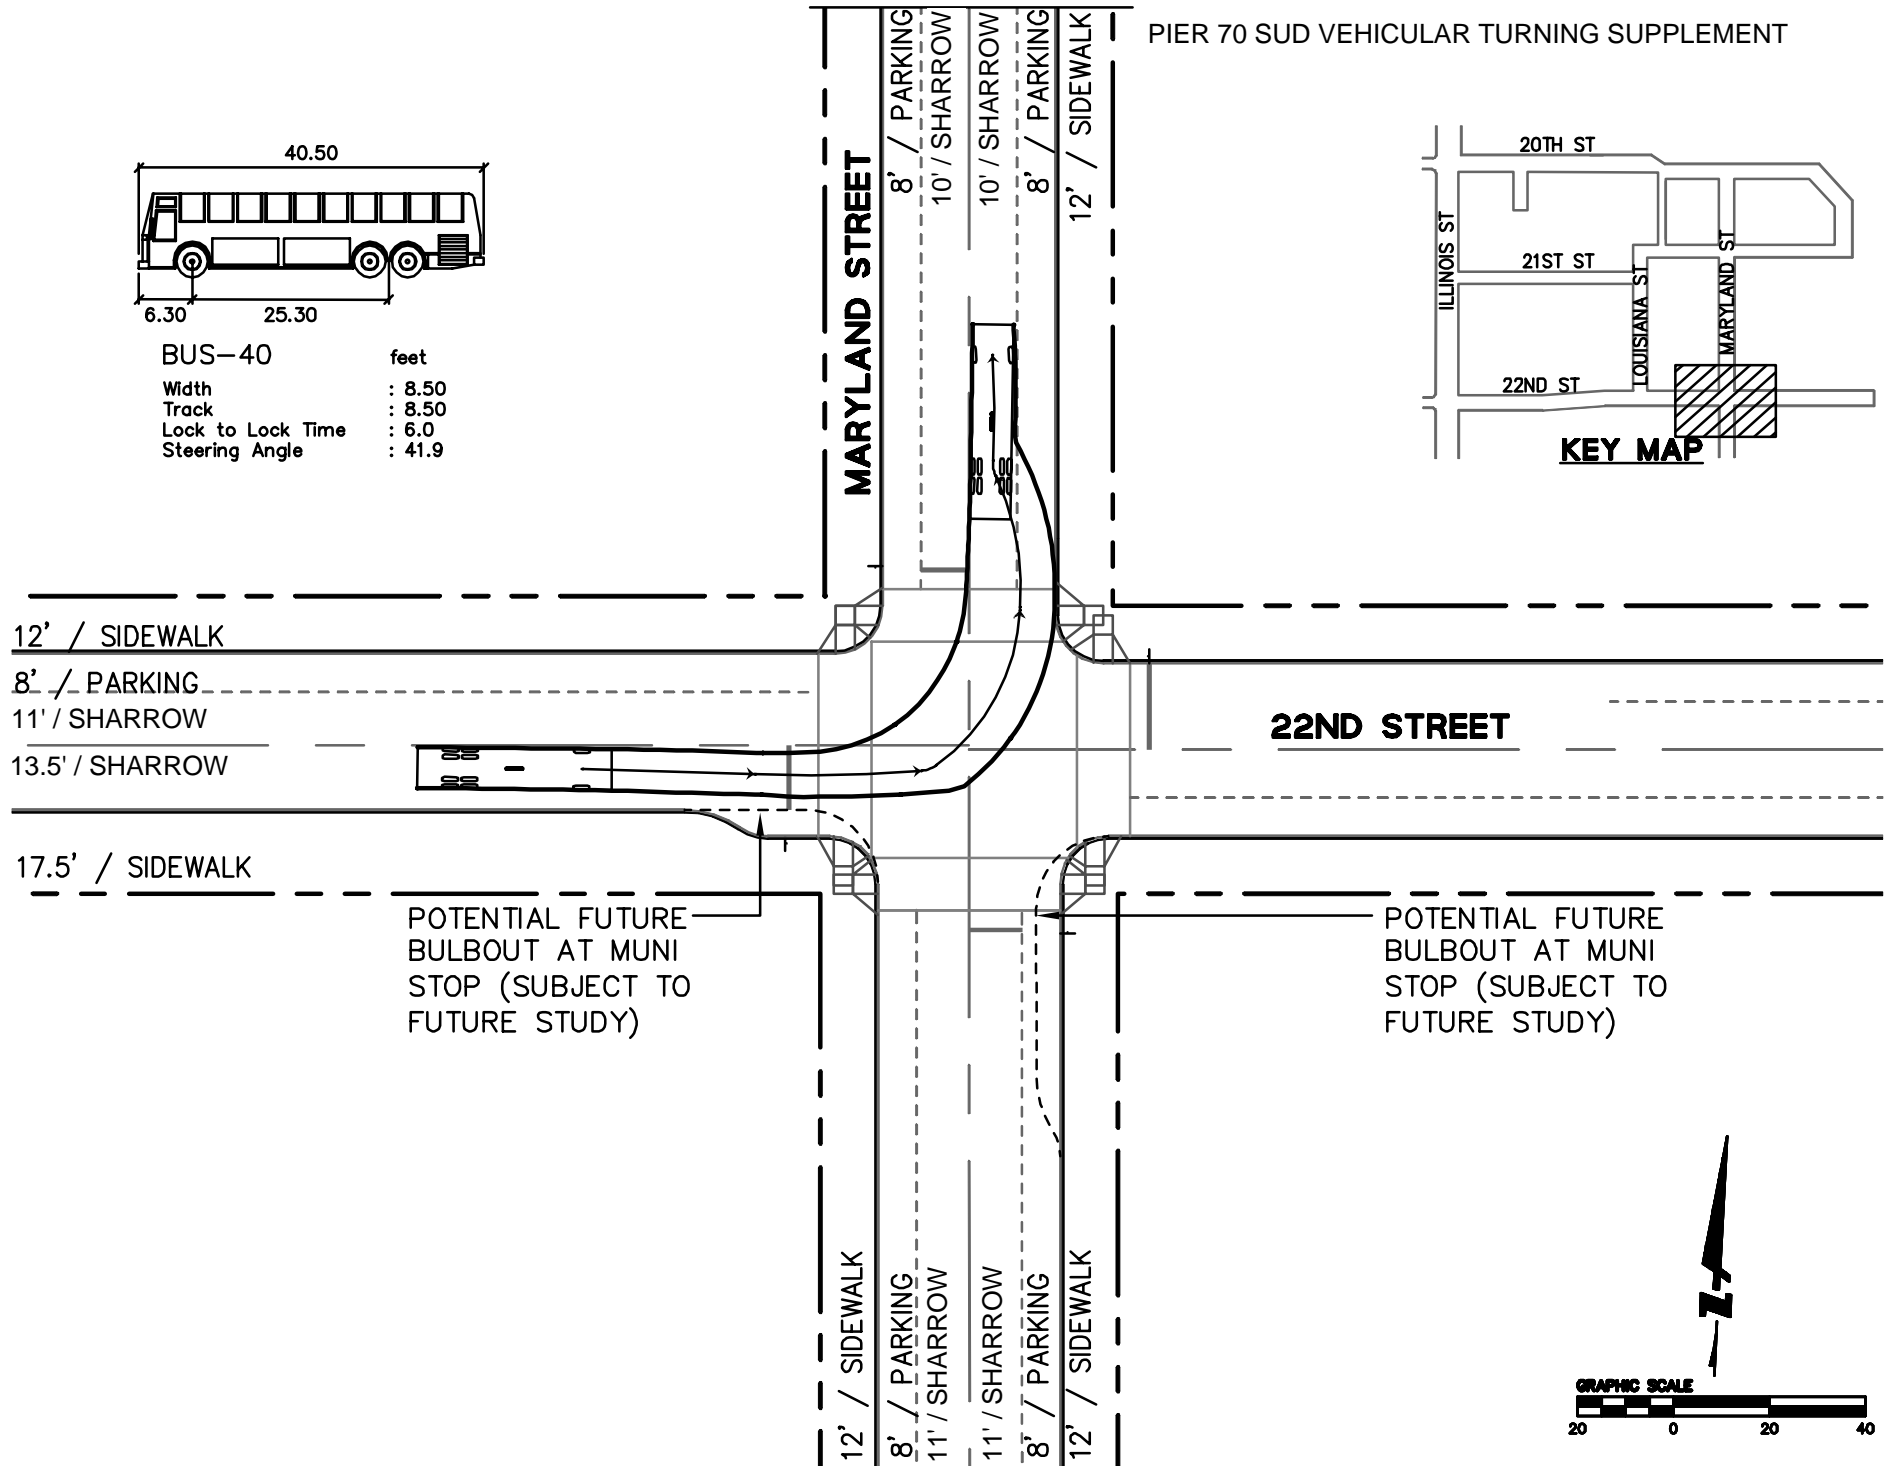 PIER 70 SUD VEHICULAR TURNING SUPPLEMENT
8' / PARKING
10' / SHARROW
10' / SHARROW
8' / PARKING
12' / SIDEWALK
MARYLAND STREET
40.50
6.30
25.30
BUS-40 feet
Width : 8.50
Track : 8.50
Lock to Lock Time : 6.0
Steering Angle : 41.9
20TH ST
ILLINOIS ST
21ST ST
LOUISIANA ST
MARYLAND ST
22ND ST
KEY MAP
12' / SIDEWALK
8' / PARKING
11' / SHARROW
13.5' / SHARROW
17.5' / SIDEWALK
22ND STREET
POTENTIAL FUTURE
BULBOUT AT MUNI
STOP (SUBJECT TO
FUTURE STUDY)
POTENTIAL FUTURE
BULBOUT AT MUNI
STOP (SUBJECT TO
FUTURE STUDY)
12' / SIDEWALK
8' / PARKING
11' / SHARROW
11' / SHARROW
8' / PARKING
12' / SIDEWALK
Z
GRAPHIC SCALE
20 0 20 40